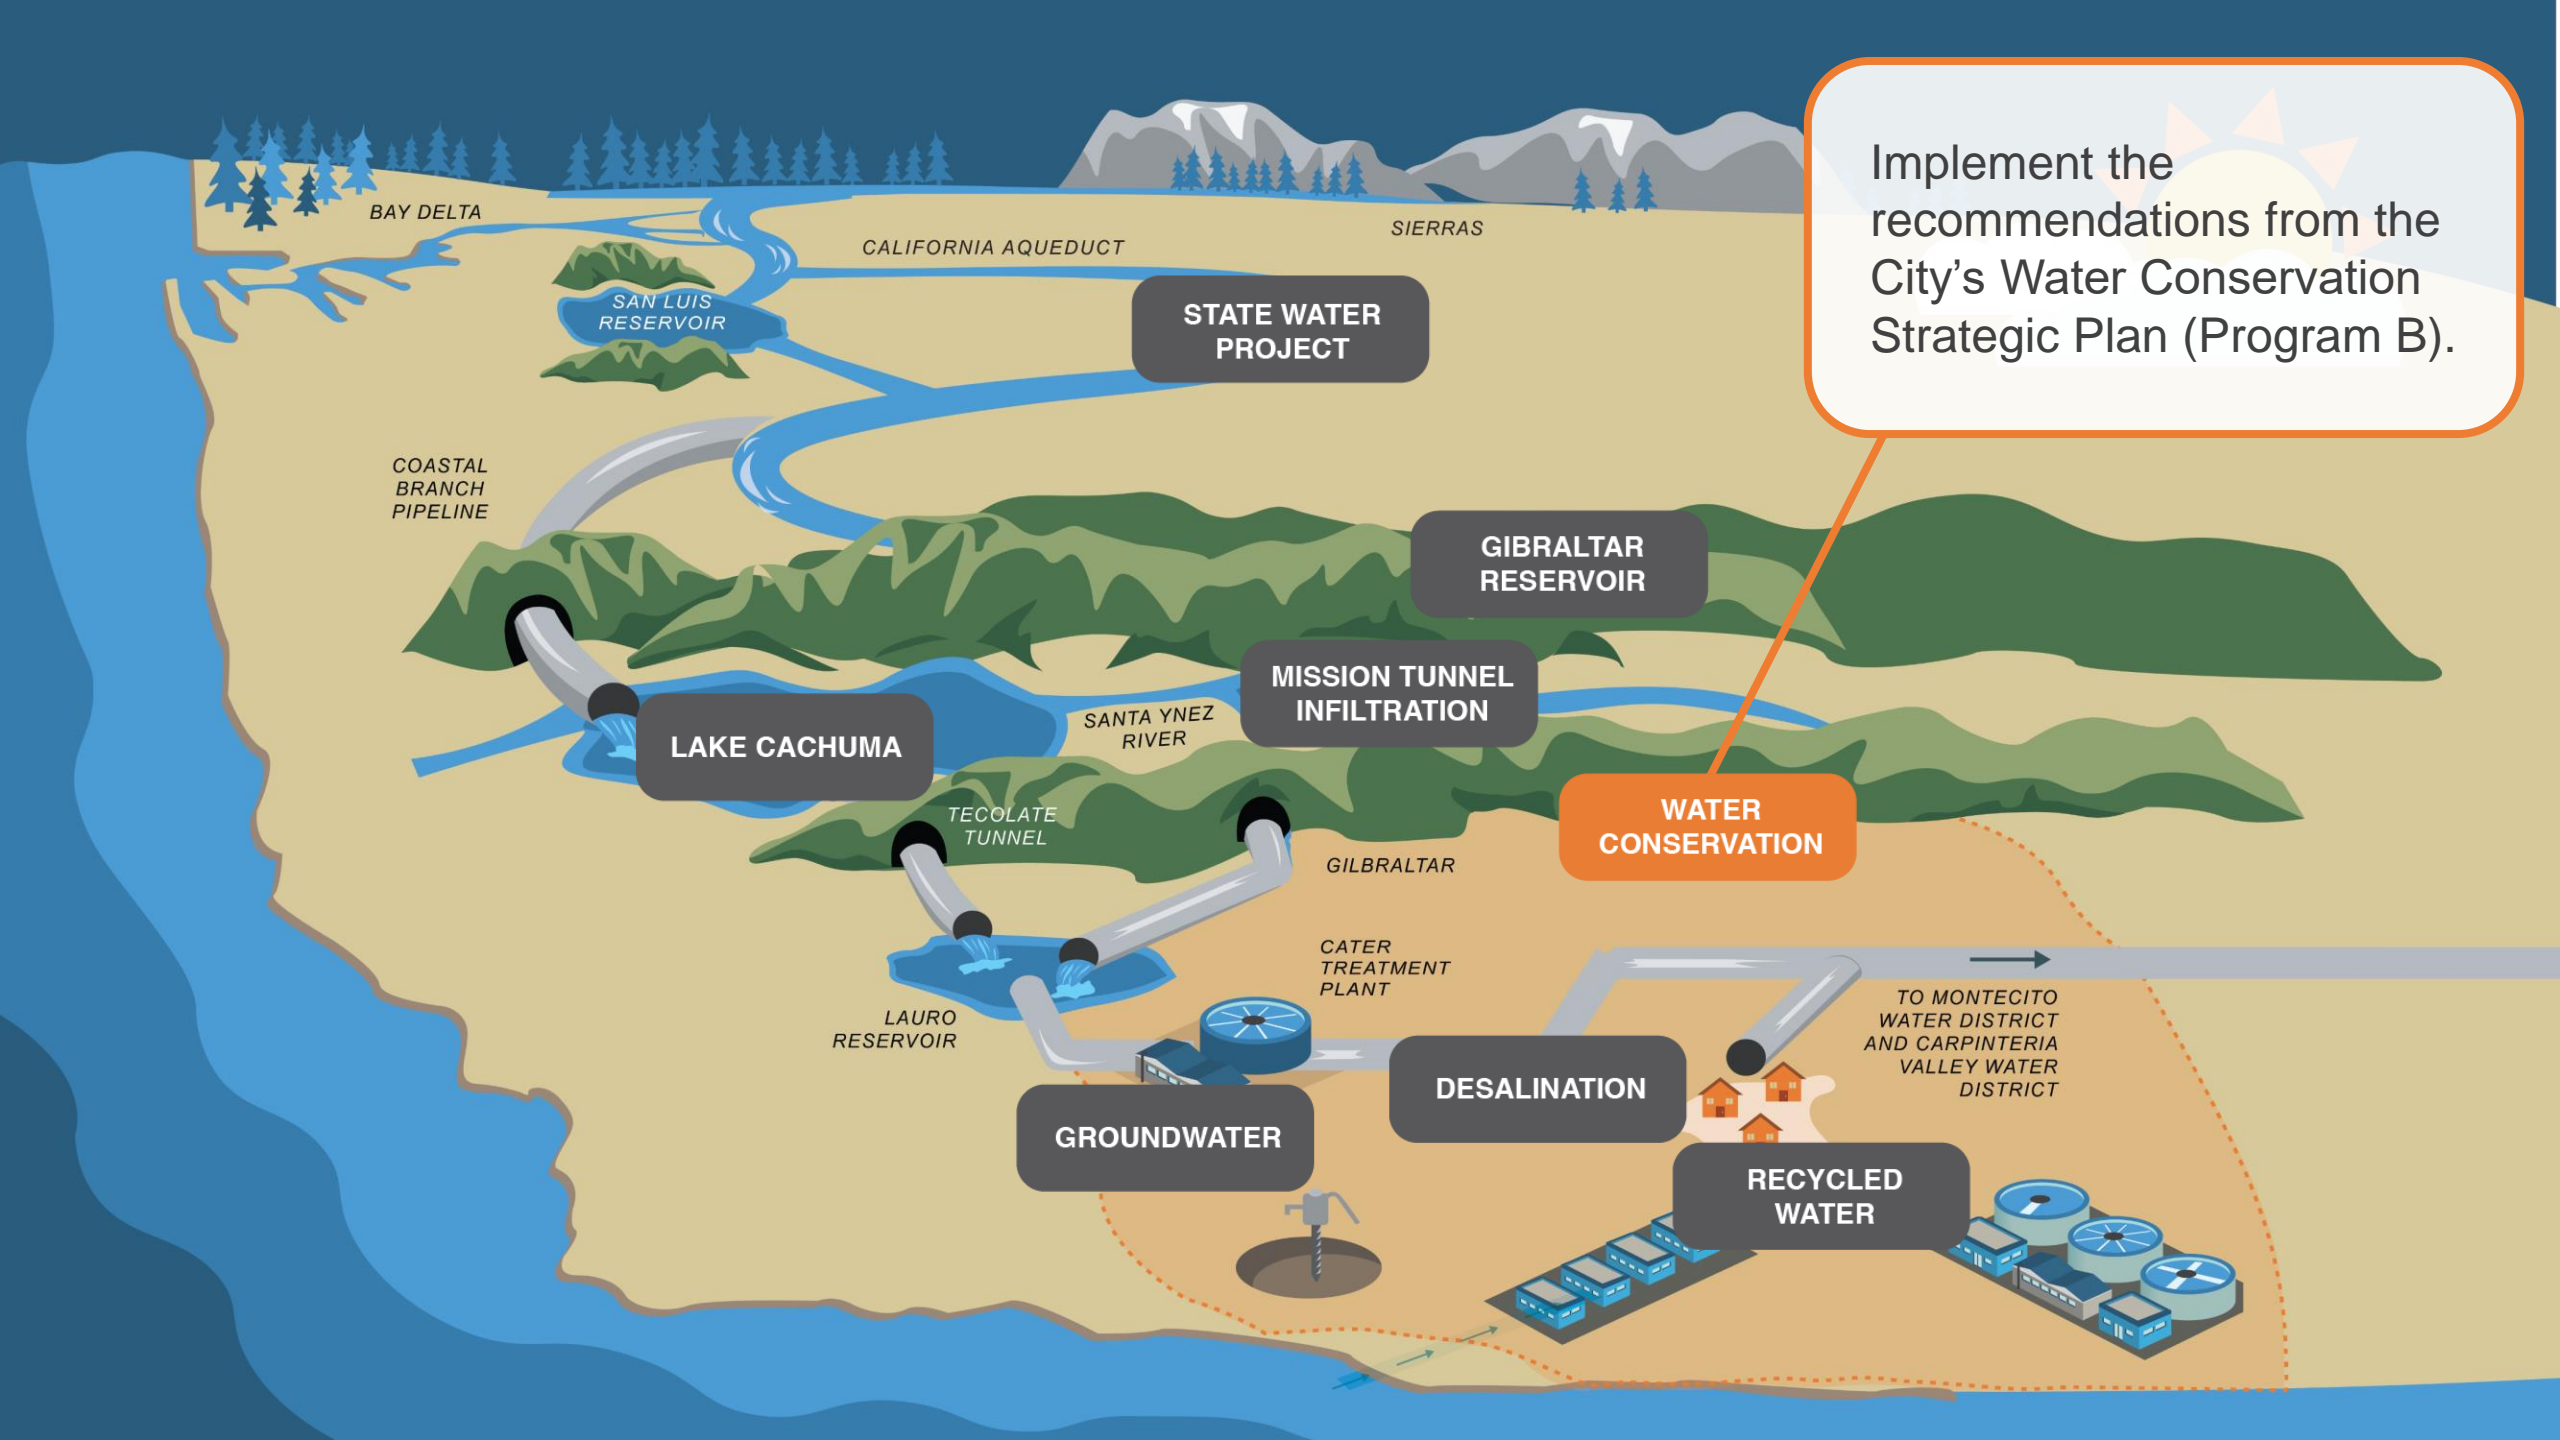 Implement the
recommendations from the
City’s Water Conservation
Strategic Plan (Program B).
BAY DELTA
CALIFORNIA AQUEDUCT
SIERRAS
SAN LUIS
RESERVOIR
STATE WATER
PROJECT
COASTAL
BRANCH
PIPELINE
GIBRALTAR
RESERVOIR
MISSION TUNNEL
INFILTRATION
SANTA YNEZ
RIVER
LAKE CACHUMA
TECOLATE
TUNNEL
WATER
CONSERVATION
GILBRALTAR
CATER
TREATMENT
PLANT
LAURO
RESERVOIR
TO MONTECITO
WATER DISTRICT
AND CARPINTERIA
VALLEY WATER
DISTRICT
DESALINATION
GROUNDWATER
RECYCLED
WATER